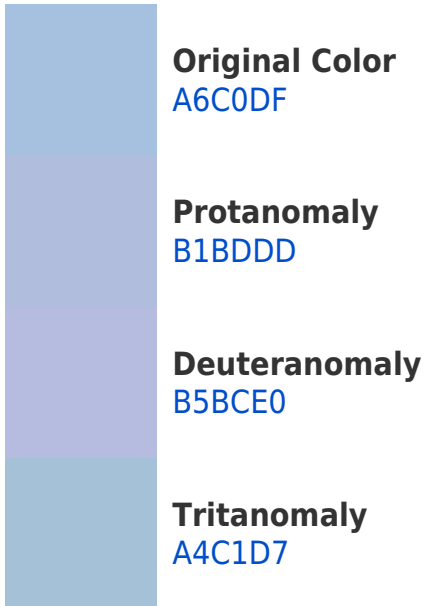 Original Color
A6C0DF
Protanomaly
B1BDDD
Deuteranomaly
B5BCE0
Tritanomaly
A4C1D7